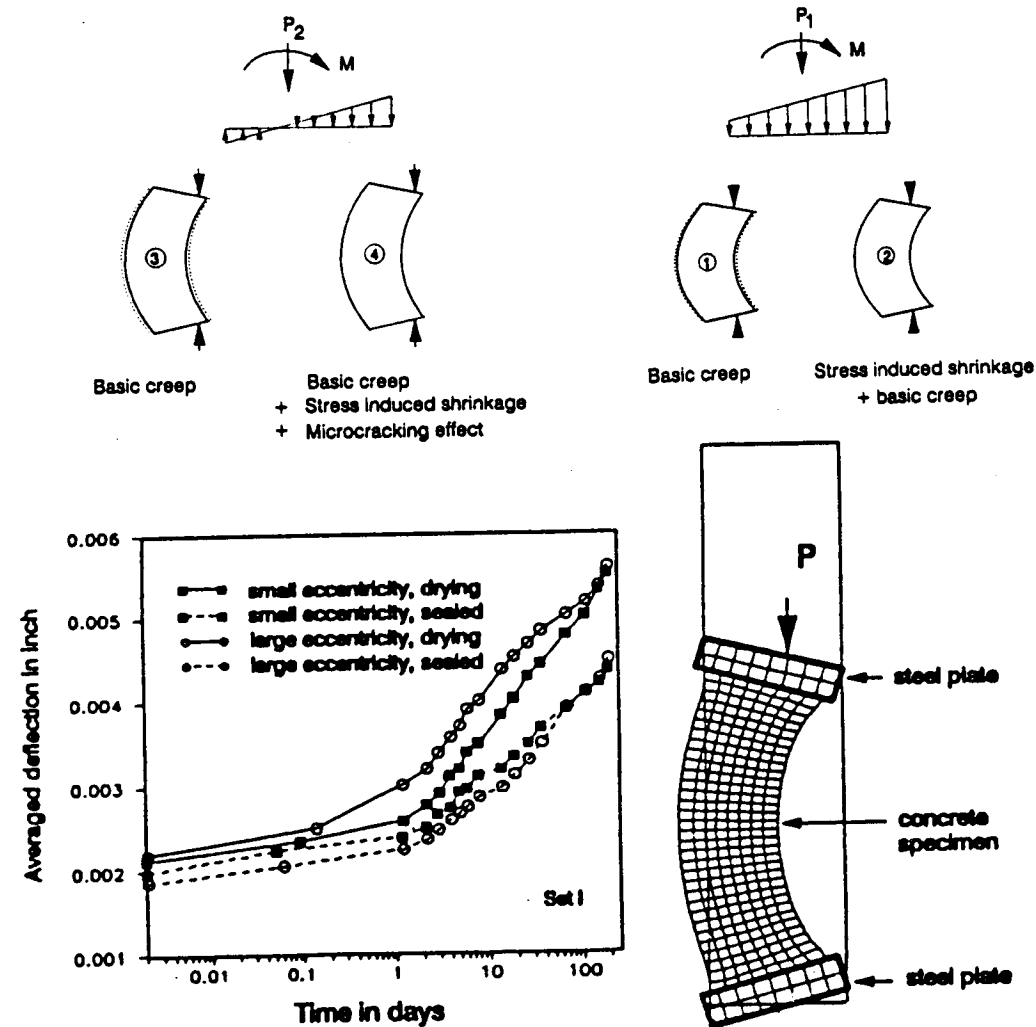 P2
M
③
④
Basic creep
Basic creep
+ Stress induced shrinkage
+ Microcracking effect
P1
M
①
②
Basic creep
Stress induced shrinkage
+ basic creep
Averaged deflection in inch
0.006
0.005
0.004
0.003
0.002
0.001
small eccentricity, drying
small eccentricity, sealed
large eccentricity, drying
large eccentricity, sealed
Set I
0.01
0.1
1
10
100
Time in days
P
steel plate
concrete
specimen
steel plate